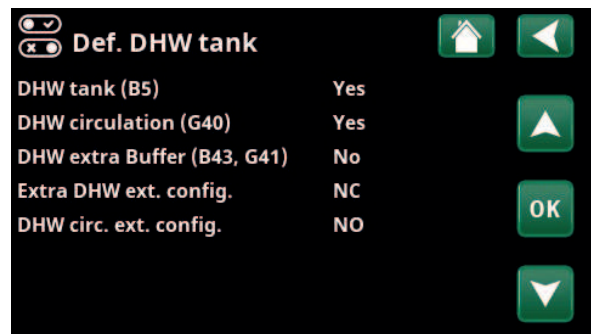 Def. DHW tank
DHW tank (B5) Yes
DHW circulation (G40) Yes
DHW extra Buffer (B43, G41) No
Extra DHW ext. config. NC
DHW circ. ext. config. NO
OK